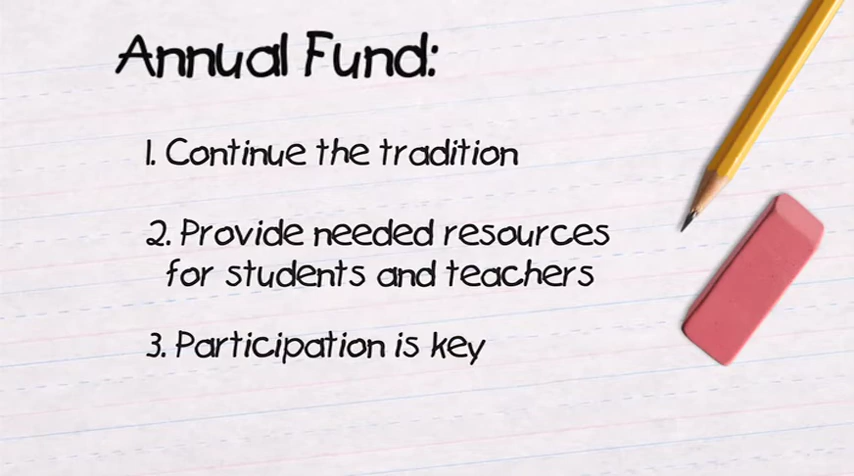 Annual Fund:
1. Continue the tradition
2. Provide needed resources
for students and teachers
3. Participation is key